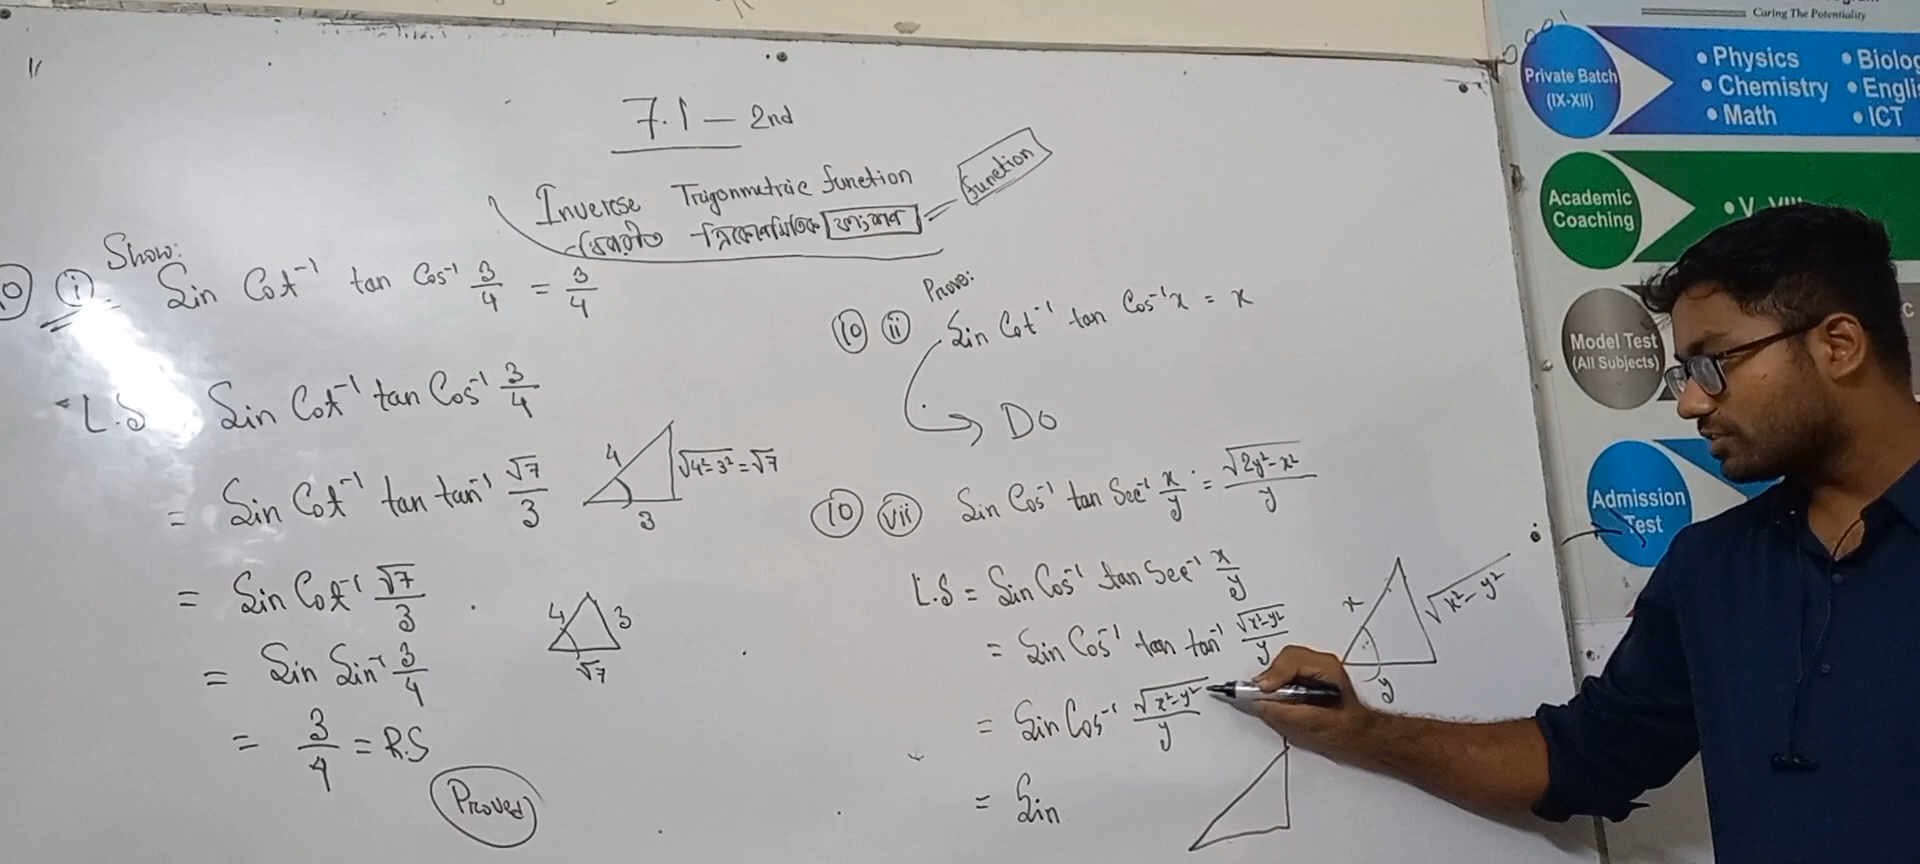 7.1 — 2nd
Inverse Trigonmetric function
বিপরীত ত্রিকোণমিতিক ফাংশন = function
Show:
(i) Sin Cot⁻¹ tan Cos⁻¹ 3/4 = 3/4
L.S Sin Cot⁻¹ tan Cos⁻¹ 3/4
= Sin Cot⁻¹ tan tan⁻¹ √7/3
4 √4²-3² = √7
3
= Sin Cot⁻¹ √7/3
4 3
√7
= Sin Sin⁻¹ 3/4
= 3/4 = R.S
Proved
Prove:
(10) (ii) Sin Cot⁻¹ tan Cos⁻¹ x = x
Do
(10) (vii) Sin Cos⁻¹ tan Sec⁻¹ x/y = √2y²-x²/y
L.S = Sin Cos⁻¹ tan Sec⁻¹ x/y
= Sin Cos⁻¹ tan tan⁻¹ √x²-y²/y
x √x²-y²
y
= Sin Cos⁻¹ √x²-y²/y
= Sin
Caring The Potentiality
Private Batch
(IX-XII)
• Physics
• Chemistry
• Math
• ICT
Academic
Coaching
Model Test
(All Subjects)
Admission
Test